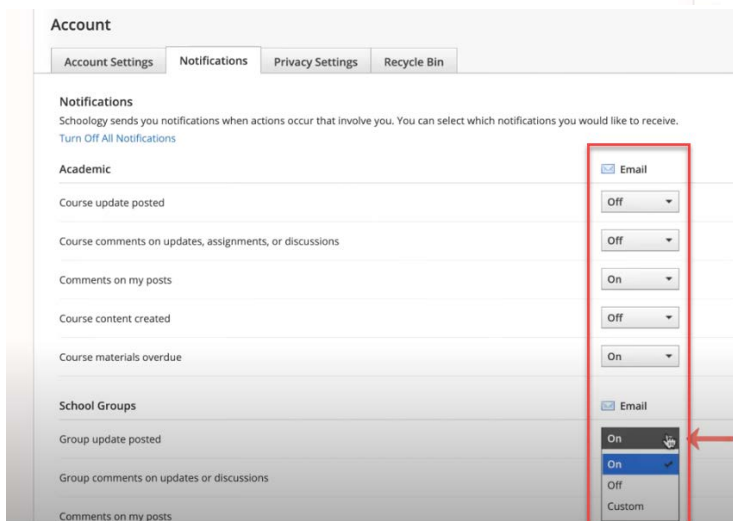 Account
Account Settings Notifications Privacy Settings Recycle Bin
Notifications
Schoology sends you notifications when actions occur that involve you. You can select which notifications you would like to receive.
Turn Off All Notifications
Academic Email
Course update posted Off
Course comments on updates, assignments, or discussions Off
Comments on my posts On
Course content created Off
Course materials overdue On
School Groups Email
Group update posted On
On
Group comments on updates or discussions
Off
Custom
Comments on my posts